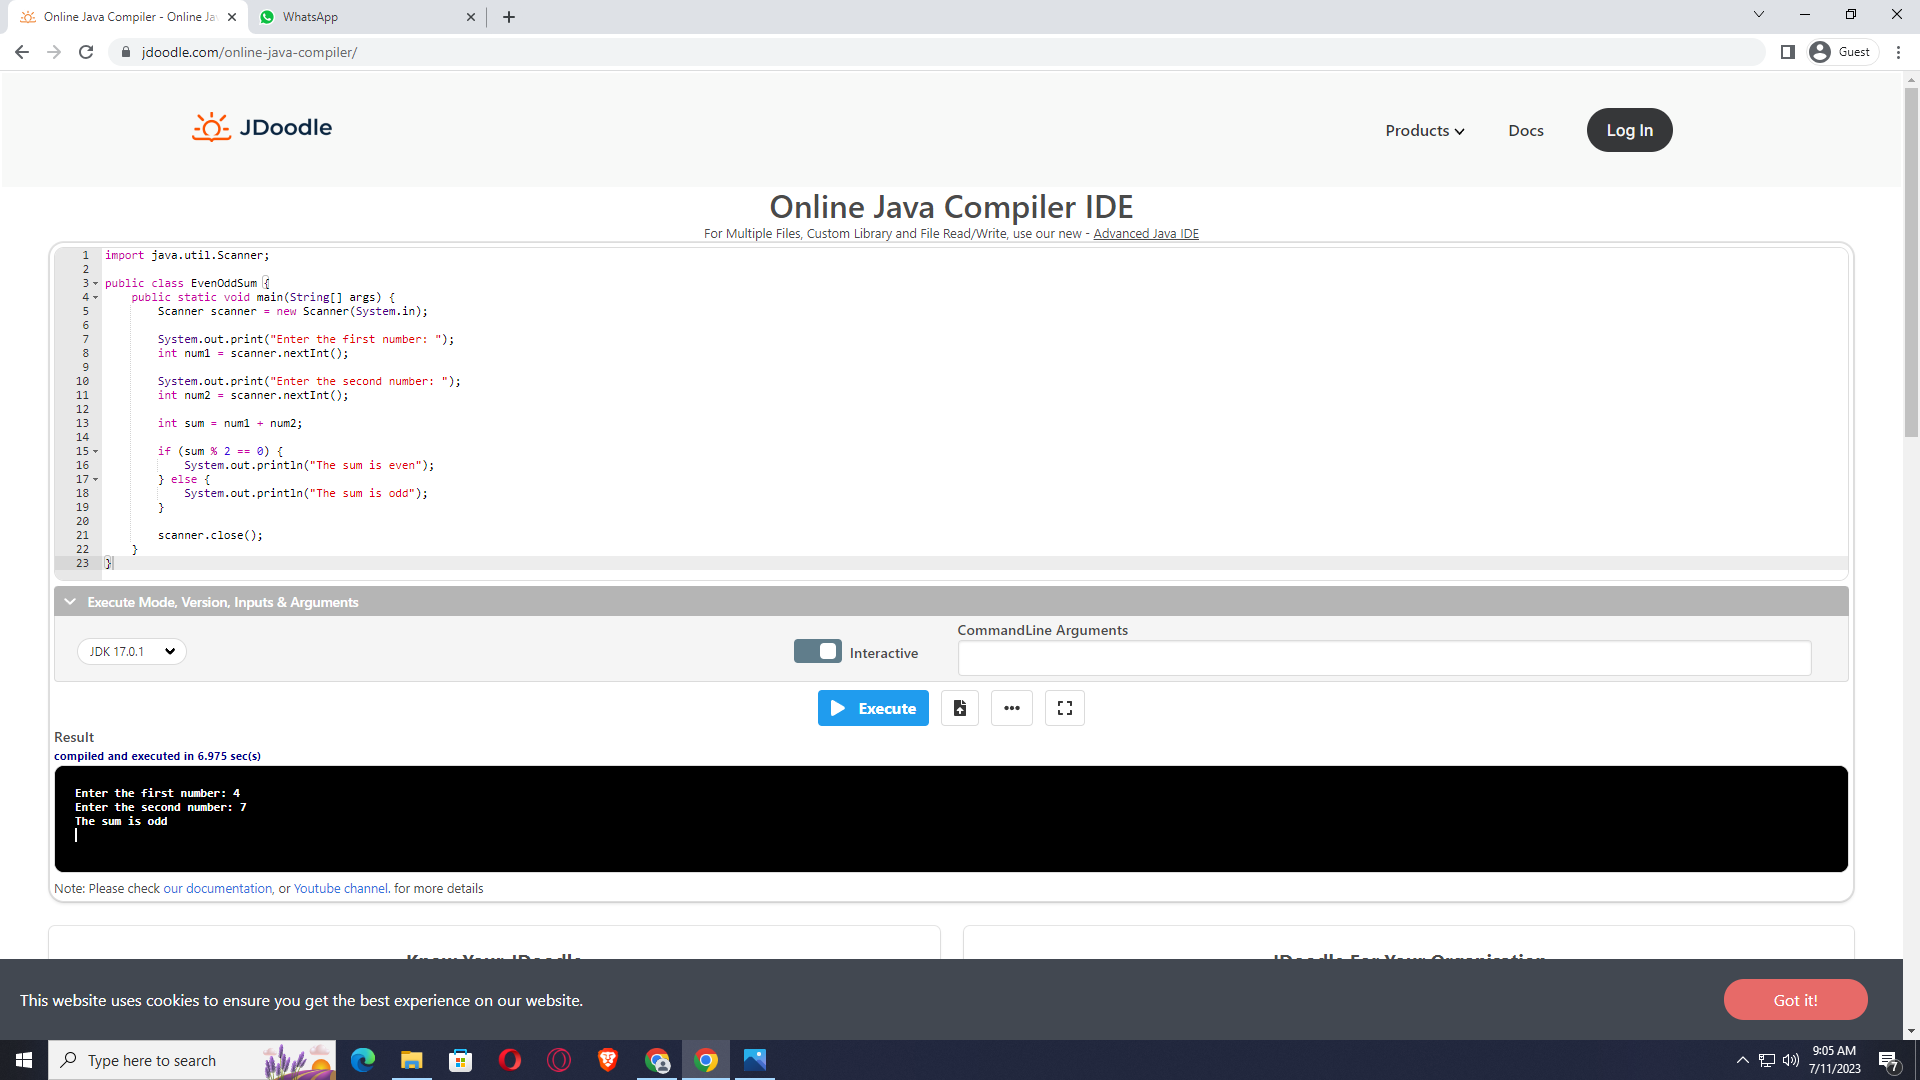 Online Java Compiler - Online Ja
WhatsApp
jdoodle.com/online-java-compiler/
Guest
JDoodle
Products
Docs
Log In
Online Java Compiler IDE
For Multiple Files, Custom Library and File Read/Write, use our new - Advanced Java IDE
1 import java.util.Scanner;
2
3 public class EvenOddSum {
4     public static void main(String[] args) {
5         Scanner scanner = new Scanner(System.in);
6
7         System.out.print("Enter the first number: ");
8         int num1 = scanner.nextInt();
9
10         System.out.print("Enter the second number: ");
11         int num2 = scanner.nextInt();
12
13         int sum = num1 + num2;
14
15         if (sum % 2 == 0) {
16             System.out.println("The sum is even");
17         } else {
18             System.out.println("The sum is odd");
19         }
20
21         scanner.close();
22     }
23 }
Execute Mode, Version, Inputs & Arguments
CommandLine Arguments
JDK 17.0.1
Interactive
Execute
Result
compiled and executed in 6.975 sec(s)
Enter the first number: 4
Enter the second number: 7
The sum is odd
Note: Please check our documentation, or Youtube channel. for more details
Know Your JDoodle
JDoodle For Your Organisation
This website uses cookies to ensure you get the best experience on our website.
Got it!
Type here to search
9:05 AM
7/11/2023
7